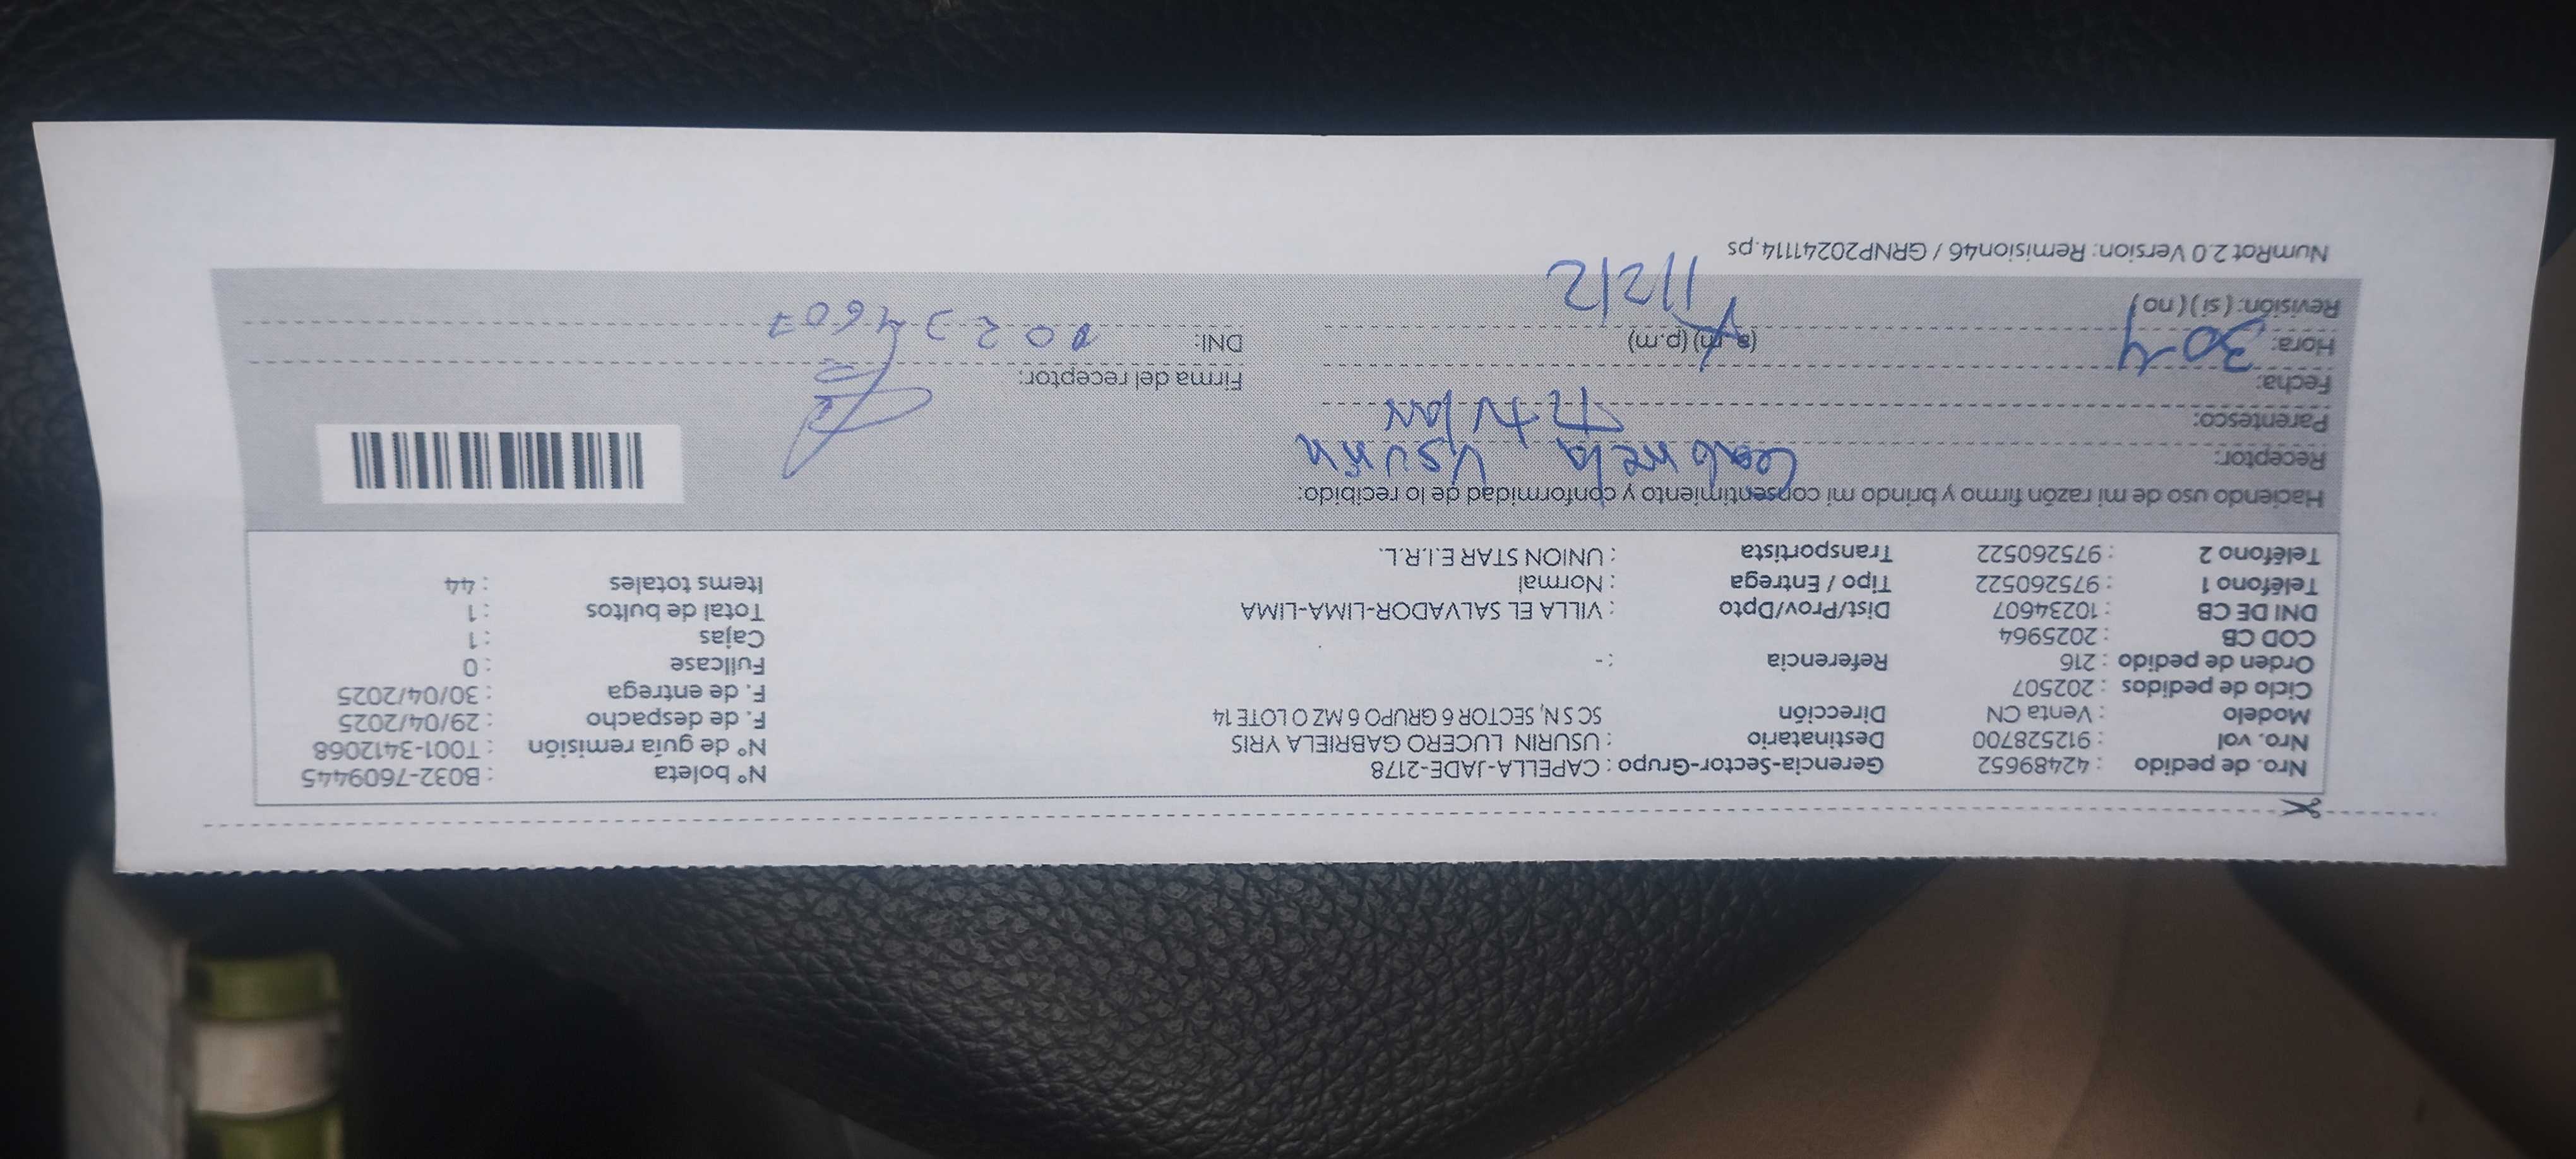 Nro. de pedido : 42489652 Gerencia-Sector-Grupo : CAPELLA-JADE-2178 N° boleta : B032-7609445
Nro. vol : 912528700 Destinatario : USURIN LUCERO GABRIELA YRIS N° de guía remisión : T001-3412068
Modelo : Venta CN Dirección SC SN, SECTOR 6 GRUPO 6 MZ O LOTE 14 F. de despacho : 29/04/2025
Ciclo de pedidos : 202507 F. de entrega : 30/04/2025
Orden de pedido : 216 Referencia : - Fullcase : 0
COD CB : 2025964 Cajas : 1
DNI DE CB : 10234607 Dist/Prov/Dpto : VILLA EL SALVADOR-LIMA-LIMA Total de bultos : 1
Teléfono 1 : 975260522 Tipo / Entrega : Normal Items totales : 44
Teléfono 2 : 975260522 Transportista : UNION STAR E.I.R.L.
Haciendo uso de mi razón firmo y brindo mi consentimiento y conformidad de lo recibido:
Receptor: Gabriela Usurin
Parentesco: Titular
Fecha: Firma del receptor:
Hora: 30-4 (a.m) (p.m) DNI: 10234607
Revisión: ( si ) ( no )
NumRot 2.0 Version: Remision46 / GRNP20241114.ps